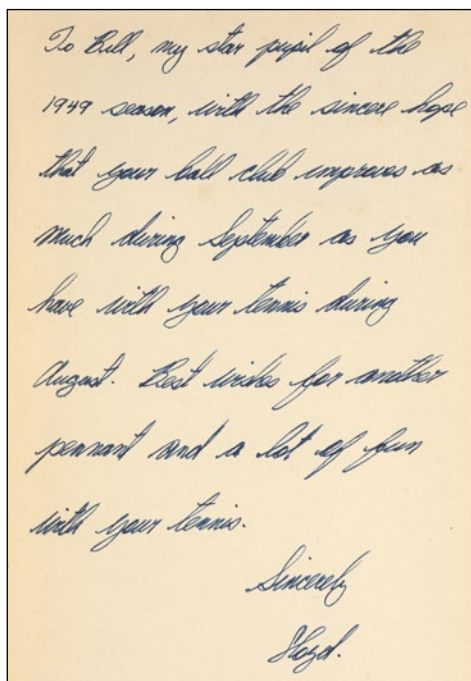 To Bill, my star pupil of the
1949 season, with the sincere hope
that your ball club improves as
much during September as you
have with your tennis during
August. Best wishes for another
pennant and a lot of fun
with your tennis.
Sincerely
Lloyd.